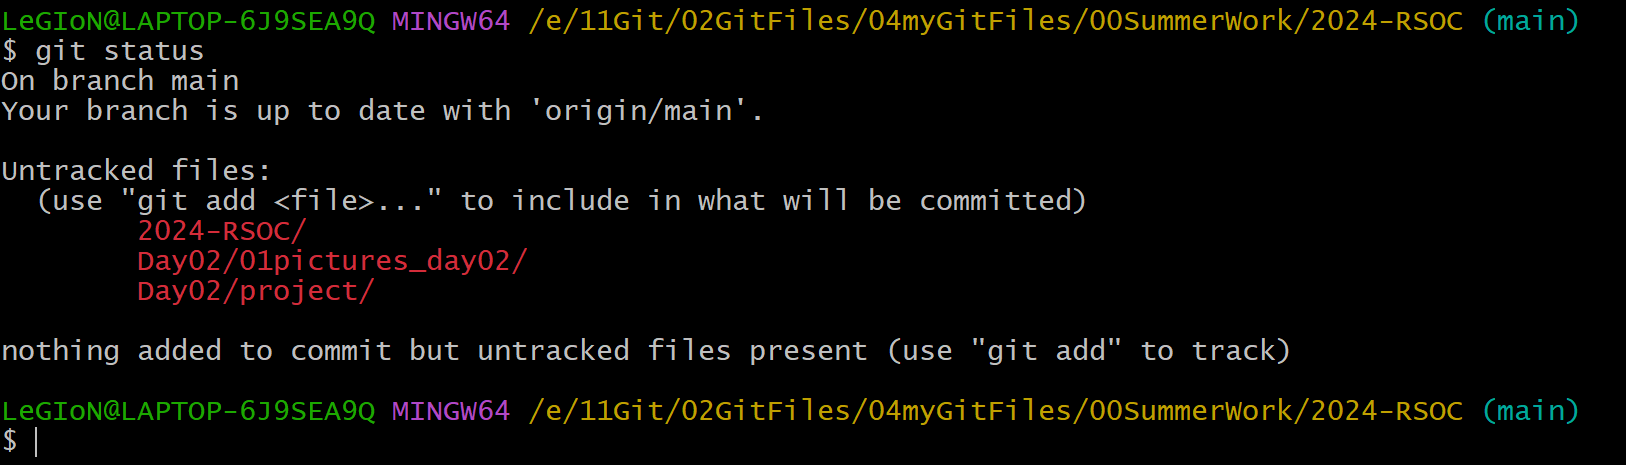 LeGIoN@LAPTOP-6J9SEA9Q MINGW64 /e/11Git/02GitFiles/04myGitFiles/00SummerWork/2024-RSOC (main)
$ git status
On branch main
Your branch is up to date with 'origin/main'.
Untracked files:
(use "git add <file>..." to include in what will be committed)
2024-RSOC/
Day02/01pictures_day02/
Day02/project/
nothing added to commit but untracked files present (use "git add" to track)
LeGIoN@LAPTOP-6J9SEA9Q MINGW64 /e/11Git/02GitFiles/04myGitFiles/00SummerWork/2024-RSOC (main)
$